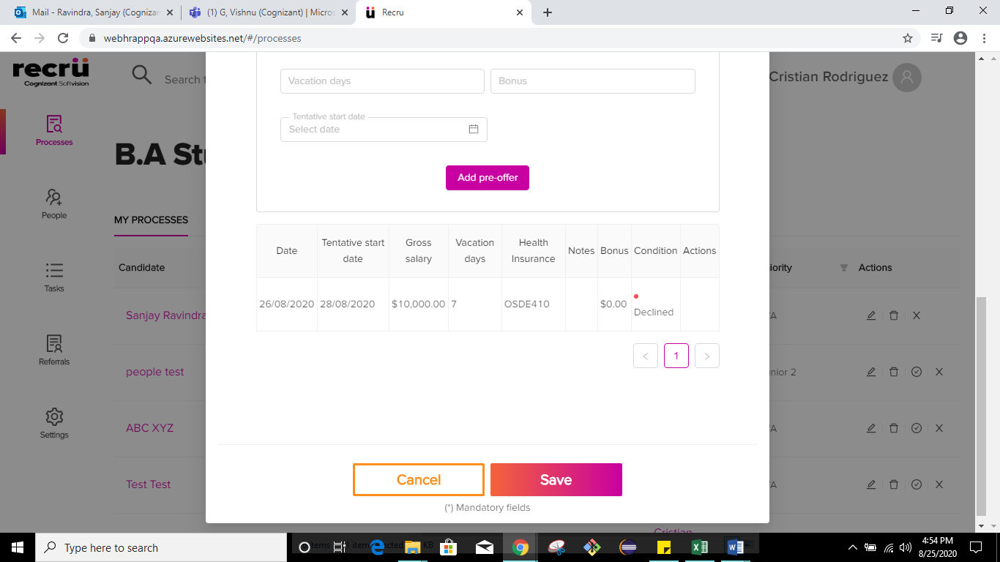 Mail - Ravindra, Sanjay (Cognizan
(1) G, Vishnu (Cognizant) | Micros
Recru
webhrappqa.azurewebsites.net/#/processes
recrü
Cognizant Softvision
Search f
Cristian Rodriguez
Processes
People
Tasks
Referrals
Settings
B.A Stu
MY PROCESSES
Candidate
iority
Actions
Sanjay Ravindra
people test
ABC XYZ
Test Test
nior 2
Vacation days
Bonus
Tentative start date
Select date
Add pre-offer
Date
Tentative start date
Gross salary
Vacation days
Health Insurance
Notes
Bonus
Condition
Actions
26/08/2020
28/08/2020
$10,000.00
7
OSDE410
$0.00
Declined
< 1 >
Cancel
Save
(*) Mandatory fields
Cristian
Type here to search
4:54 PM
8/25/2020